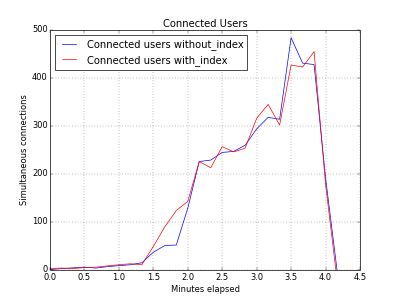 Connected Users
Connected users without_index
Connected users with_index
Simultaneous connections
500
400
300
200
100
0
0.0 0.5 1.0 1.5 2.0 2.5 3.0 3.5 4.0 4.5
Minutes elapsed